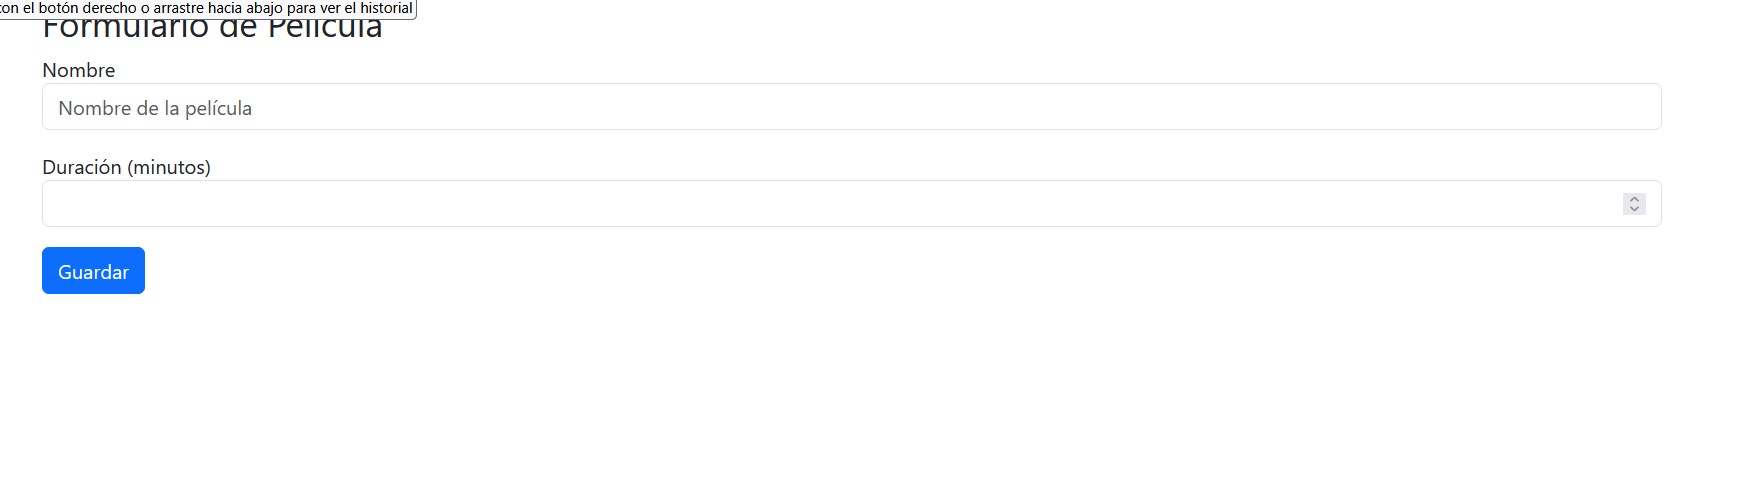 con el botón derecho o arrastre hacia abajo para ver el historial
Formulario de Película
Nombre
Nombre de la película
Duración (minutos)
Guardar